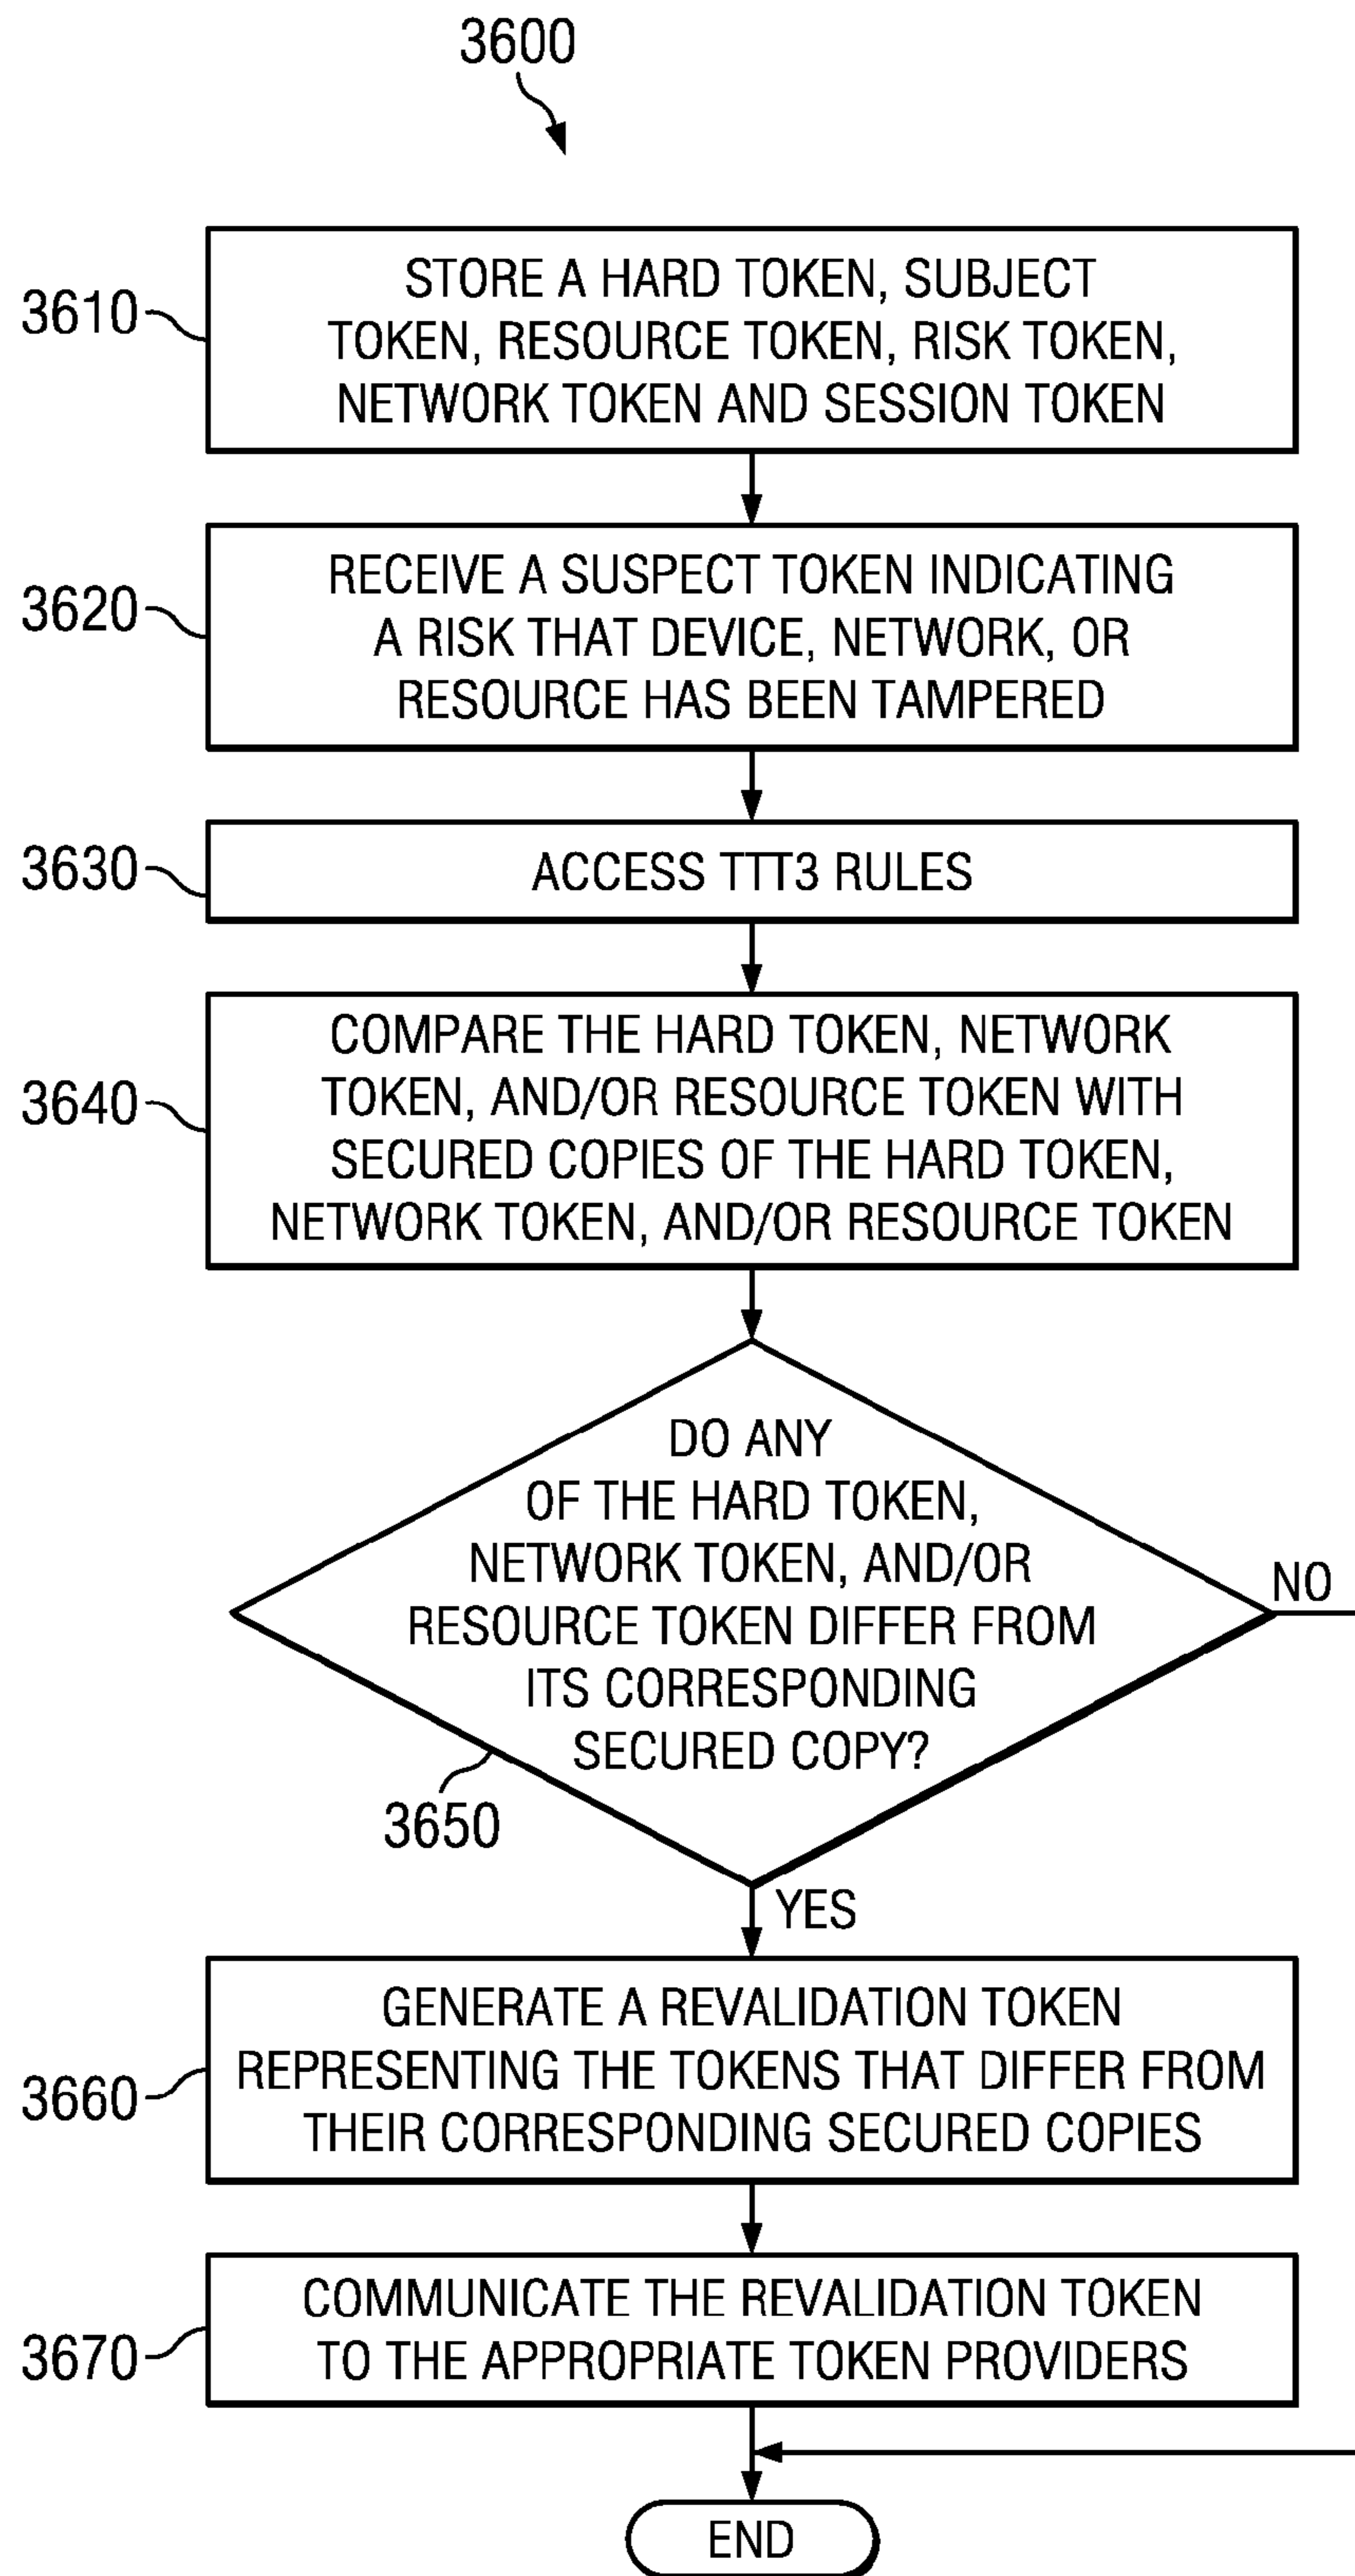 3600
3610
STORE A HARD TOKEN, SUBJECT
TOKEN, RESOURCE TOKEN, RISK TOKEN,
NETWORK TOKEN AND SESSION TOKEN
3620
RECEIVE A SUSPECT TOKEN INDICATING
A RISK THAT DEVICE, NETWORK, OR
RESOURCE HAS BEEN TAMPERED
3630
ACCESS TTT3 RULES
3640
COMPARE THE HARD TOKEN, NETWORK
TOKEN, AND/OR RESOURCE TOKEN WITH
SECURED COPIES OF THE HARD TOKEN,
NETWORK TOKEN, AND/OR RESOURCE TOKEN
DO ANY
OF THE HARD TOKEN,
NETWORK TOKEN, AND/OR
RESOURCE TOKEN DIFFER FROM
ITS CORRESPONDING
SECURED COPY?
NO
3650
YES
3660
GENERATE A REVALIDATION TOKEN
REPRESENTING THE TOKENS THAT DIFFER FROM
THEIR CORRESPONDING SECURED COPIES
3670
COMMUNICATE THE REVALIDATION TOKEN
TO THE APPROPRIATE TOKEN PROVIDERS
END